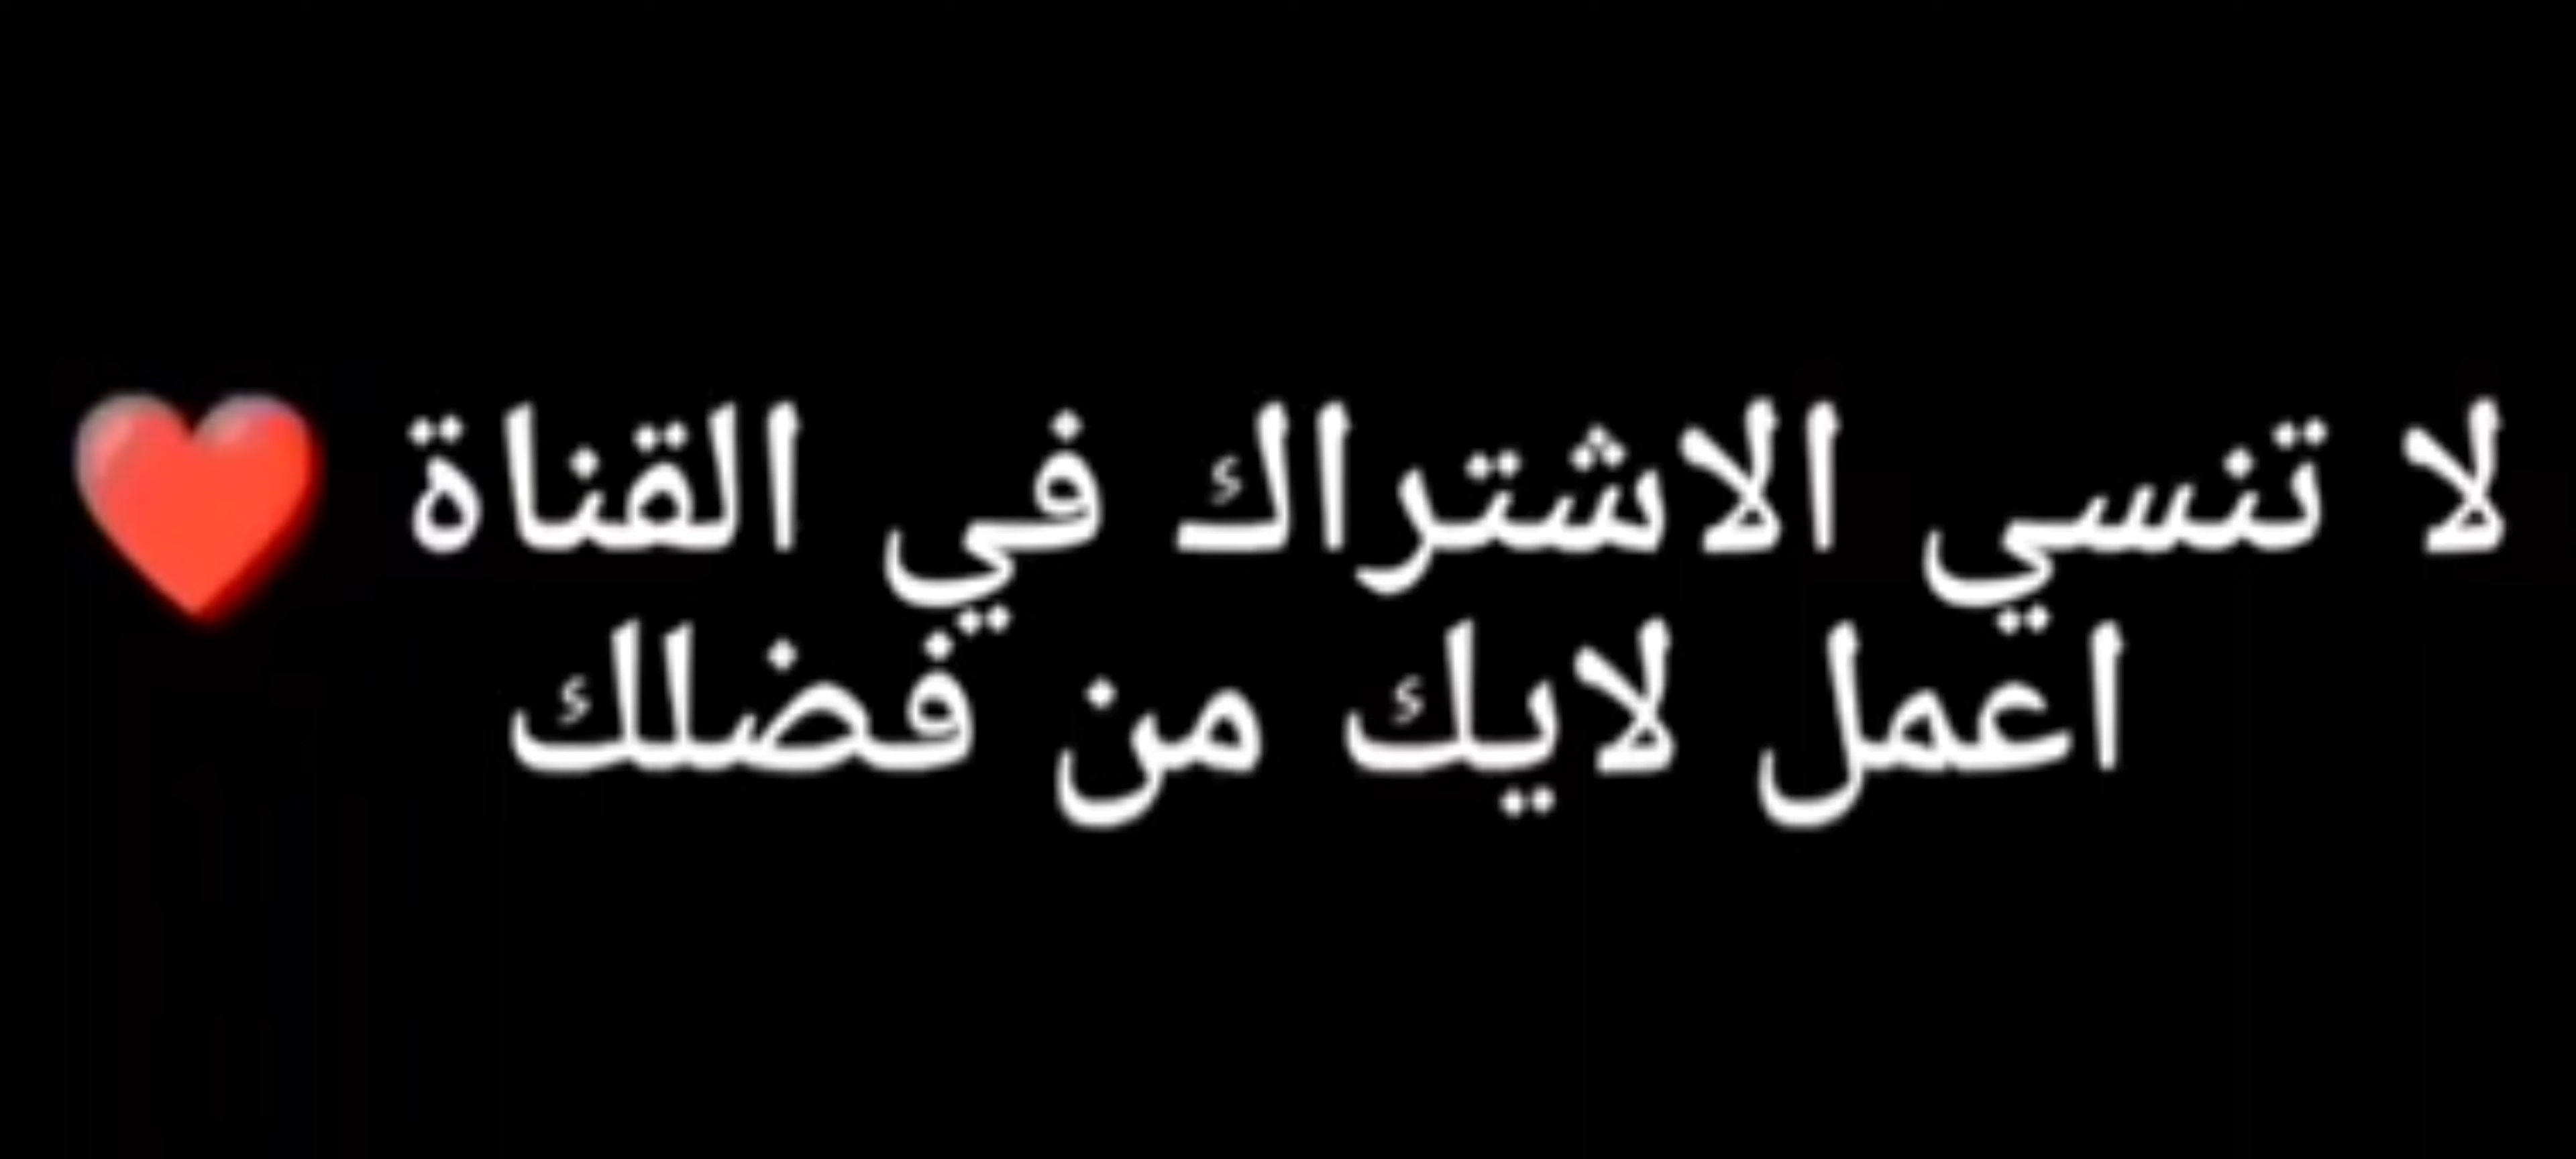 لا تنسي الاشتراك في القناة ❤️
اعمل لايك من فضلك